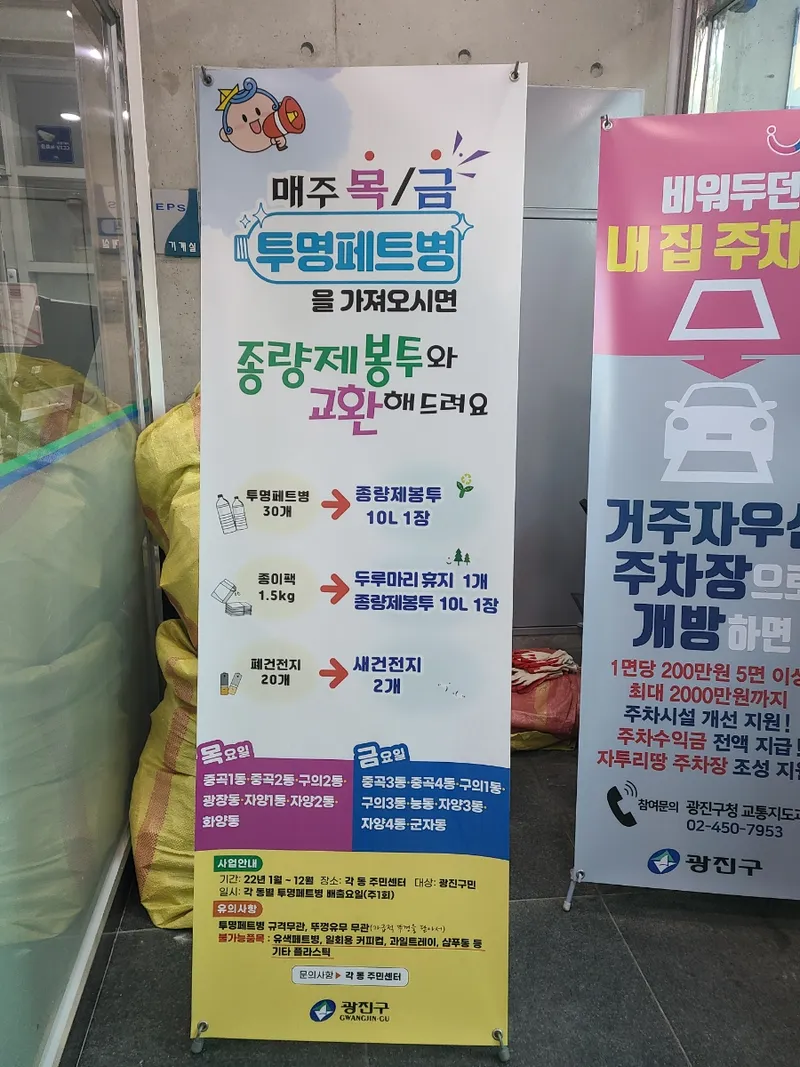 EPS
기계실
매주 목/금
투명페트병
을 가져오시면
종량제봉투와
교환해드려요
투명페트병
30개
종량제봉투
10L 1장
종이팩
1.5kg
두루마리 휴지 1개
종량제봉투 10L 1장
폐건전지
20개
새건전지
2개
목요일
중곡1동·중곡2동·구의2동·
광장동·자양1동·자양2동·
화양동
금요일
중곡3동·중곡4동·구의1동·
구의3동·능동·자양3동·
자양4동·군자동
사업안내
기간: 22년 1월 ~ 12월 장소: 각 동 주민센터 대상: 광진구민
일시: 각 동별 투명페트병 배출요일(주1회)
유의사항
투명페트병 규격무관, 뚜껑유무 무관(가급적 뚜껑을 닫아서)
불가능품목 : 유색페트병, 일회용 커피컵, 과일트레이, 샴푸통 등
기타 플라스틱
문의사항 ▶ 각 동 주민센터
광진구
GWANGJIN-GU
비워두던
내 집 주차
거주자우선
주차장으로
개방하면
1면당 200만원 5면 이상
최대 2000만원까지
주차시설 개선 지원!
주차수익금 전액 지급!
자투리땅 주차장 조성 지원
참여문의 광진구청 교통지도과
02-450-7953
광진구